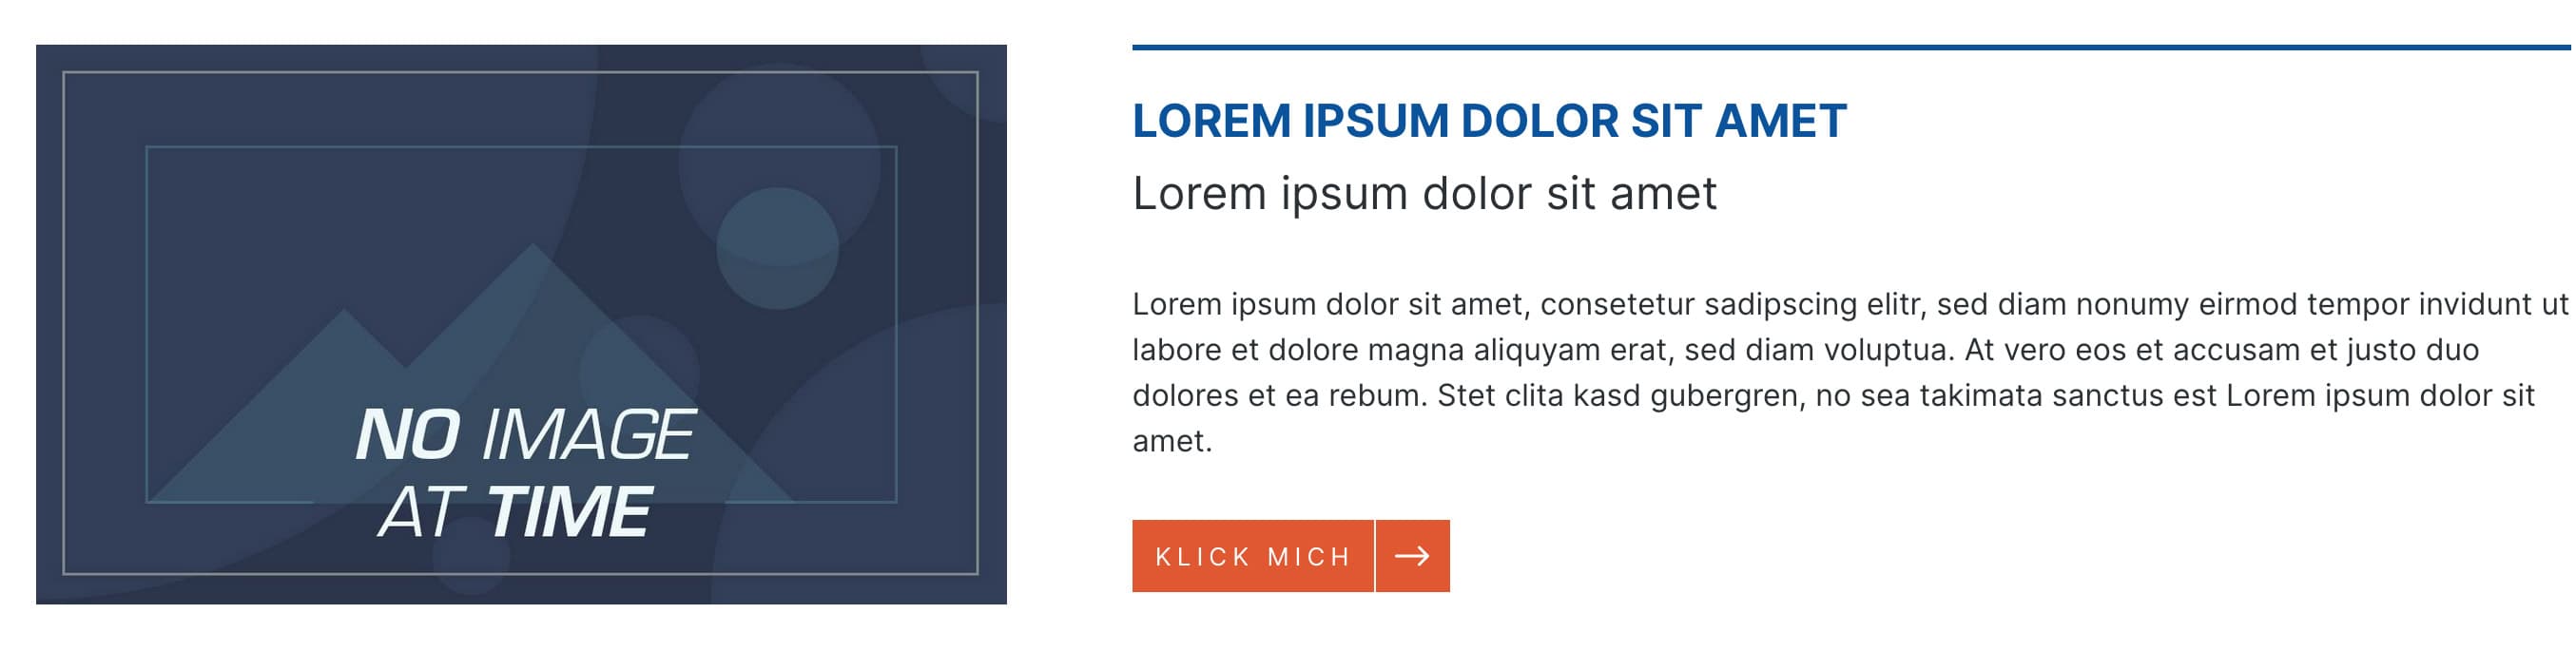 NO IMAGE
AT TIME
LOREM IPSUM DOLOR SIT AMET
Lorem ipsum dolor sit amet
Lorem ipsum dolor sit amet, consetetur sadipscing elitr, sed diam nonumy eirmod tempor invidunt ut
labore et dolore magna aliquyam erat, sed diam voluptua. At vero eos et accusam et justo duo
dolores et ea rebum. Stet clita kasd gubergren, no sea takimata sanctus est Lorem ipsum dolor sit
amet.
KLICK MICH